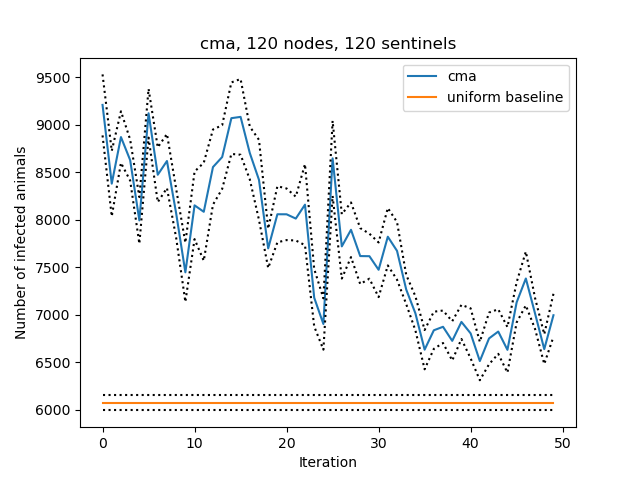 cma, 120 nodes, 120 sentinels
cma
uniform baseline
Number of infected animals
9500
9000
8500
8000
7500
7000
6500
6000
0 10 20 30 40 50
Iteration